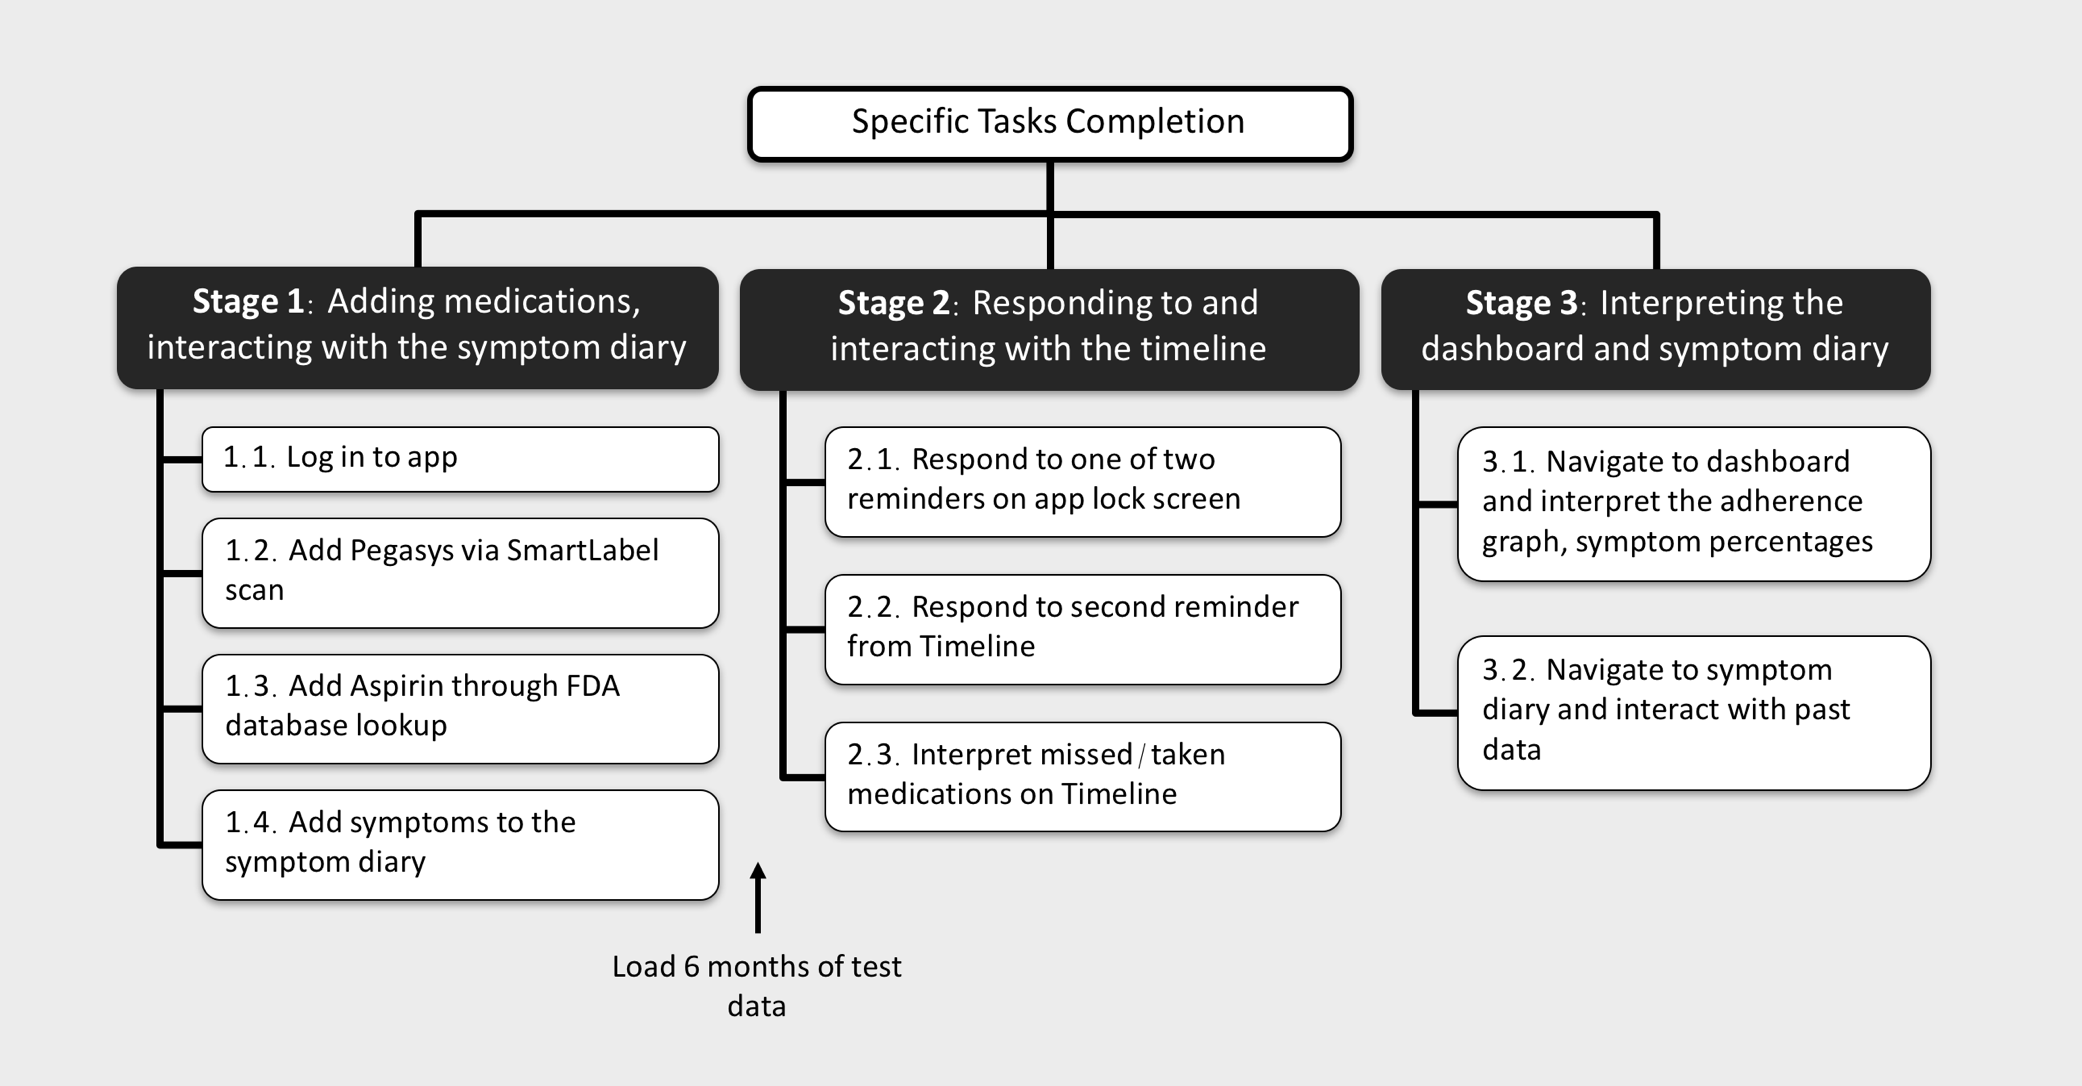 Specific Tasks Completion
Stage 1: Adding medications,
interacting with the symptom diary
1.1. Log in to app
1.2. Add Pegasys via SmartLabel
scan
1.3. Add Aspirin through FDA
database lookup
1.4. Add symptoms to the
symptom diary
Stage 2: Responding to and
interacting with the timeline
2.1. Respond to one of two
reminders on app lock screen
2.2. Respond to second reminder
from Timeline
2.3. Interpret missed/taken
medications on Timeline
Stage 3: Interpreting the
dashboard and symptom diary
3.1. Navigate to dashboard
and interpret the adherence
graph, symptom percentages
3.2. Navigate to symptom
diary and interact with past
data
Load 6 months of test
data